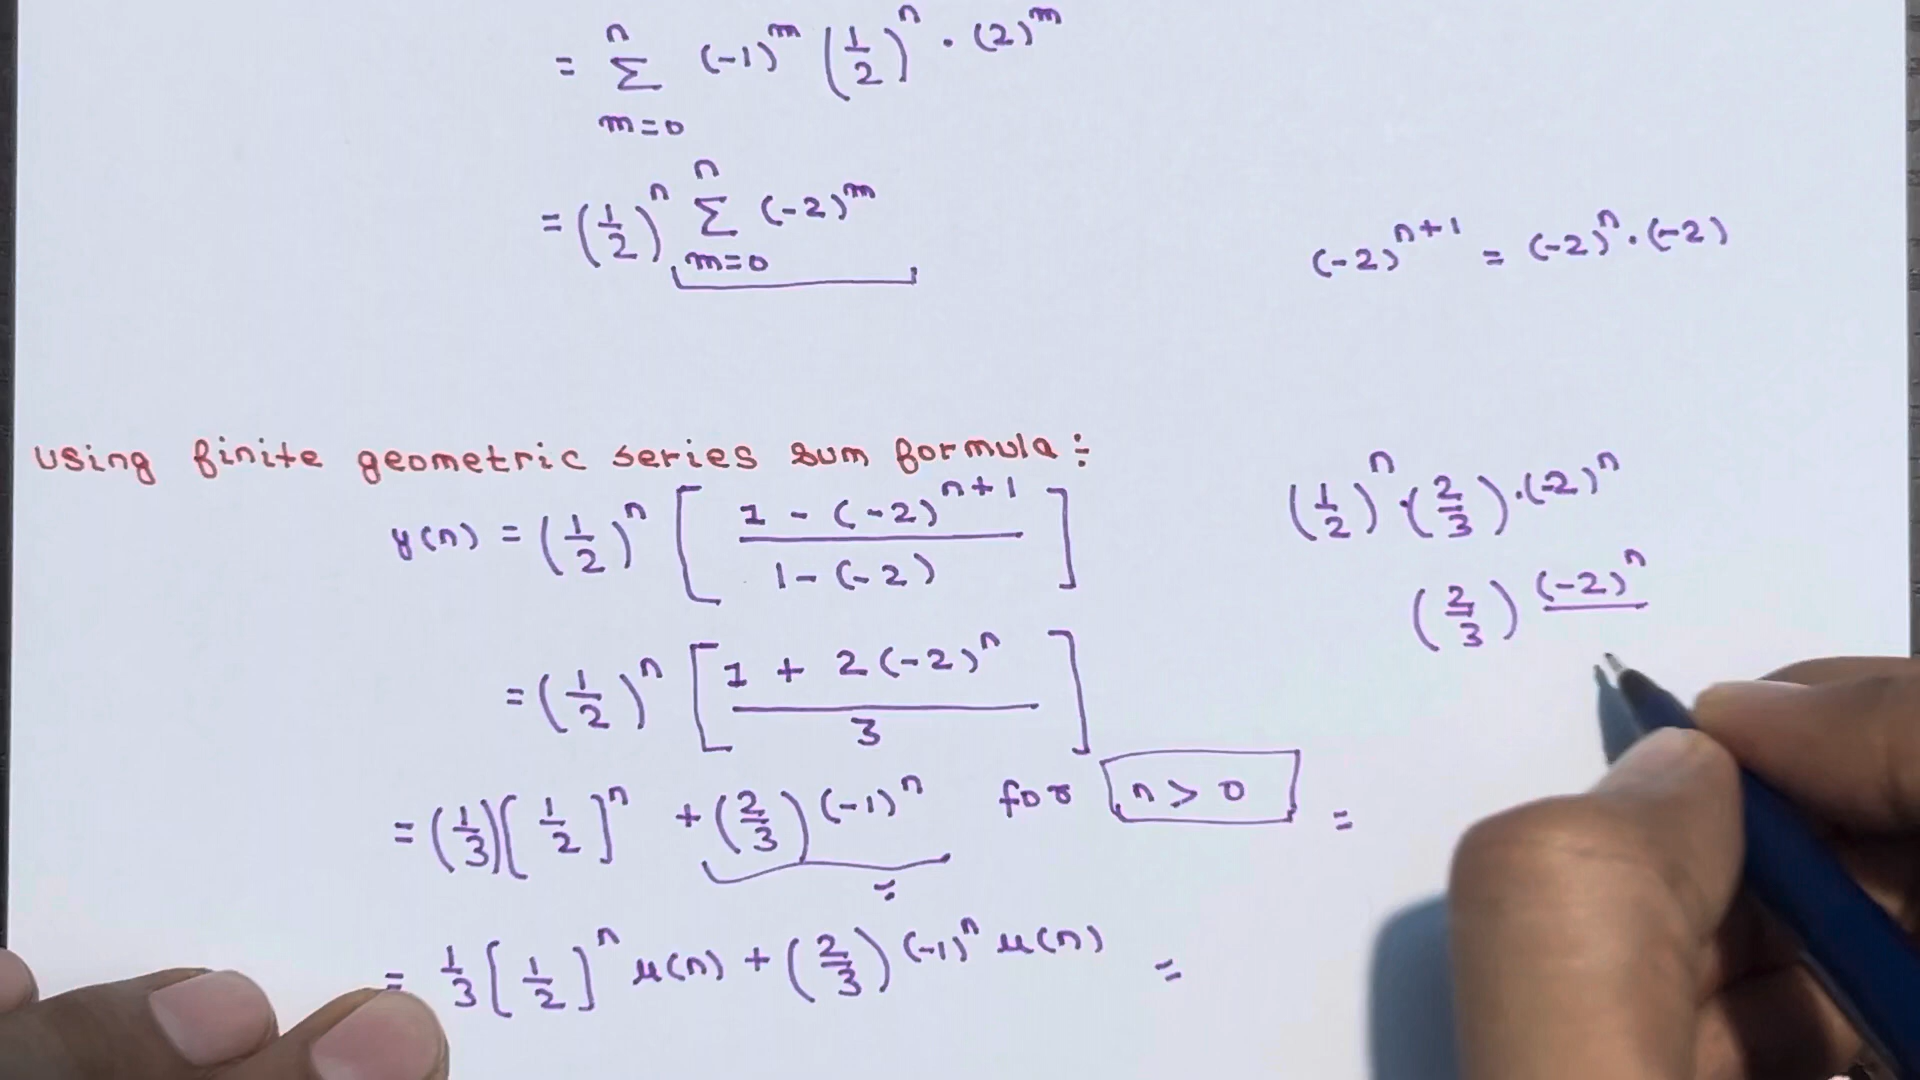 = Σ_{m=0}^{n} (-1)^m (1/2)^n · (2)^m
= (1/2)^n Σ_{m=0}^{n} (-2)^m
(-2)^{n+1} = (-2)^n · (-2)
using finite geometric series sum formula :
y(n) = (1/2)^n [ (1 - (-2)^{n+1}) / (1 - (-2)) ]
= (1/2)^n [ (1 + 2(-2)^n) / 3 ]
= (1/3) [1/2]^n + (2/3) (-1)^n for n > 0 =
=
= 1/3 [1/2]^n u(n) + (2/3) (-1)^n u(n) =
(1/2)^n · (2/3) · (-2)^n
(2/3) (-2)^n